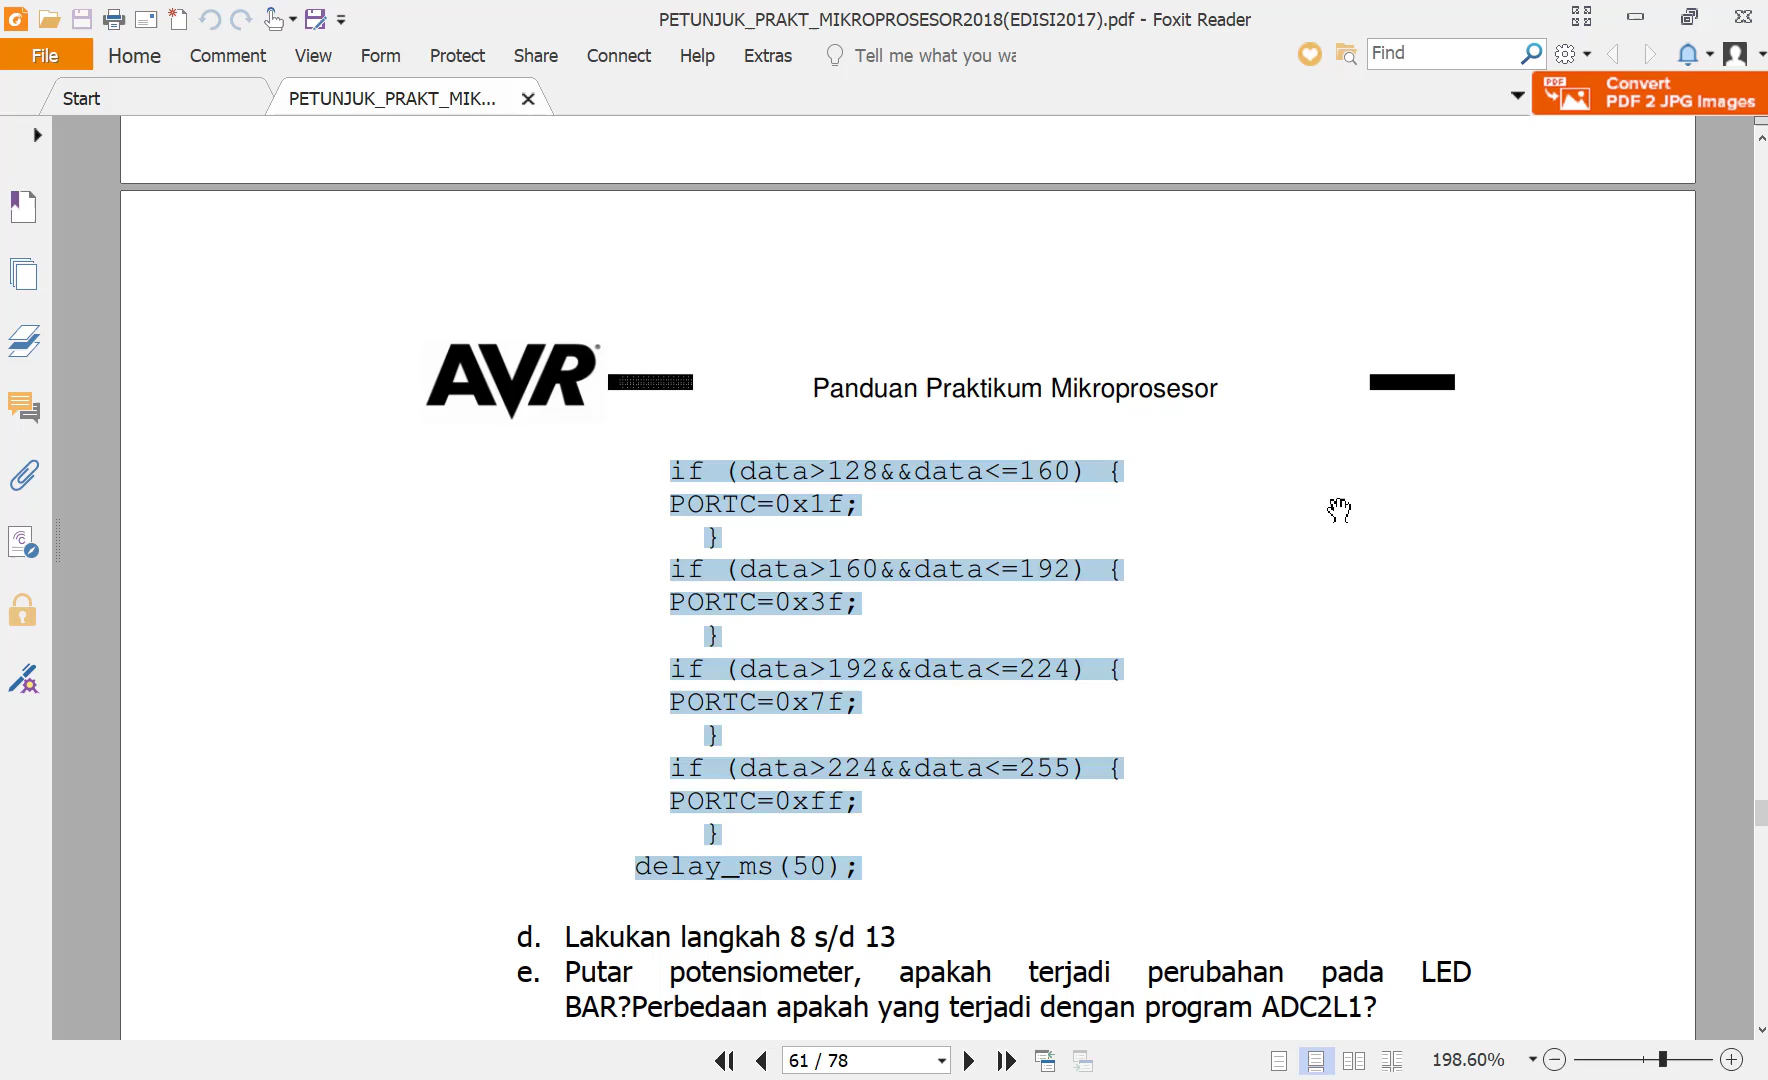 PETUNJUK_PRAKT_MIKROPROSESOR2018(EDISI2017).pdf - Foxit Reader
File Home Comment View Form Protect Share Connect Help Extras Tell me what you wa Find
Start PETUNJUK_PRAKT_MIK...
PDF Convert
PDF 2 JPG Images
AVR
Panduan Praktikum Mikroprosesor
if (data>128&&data<=160) {
PORTC=0x1f;
}
if (data>160&&data<=192) {
PORTC=0x3f;
}
if (data>192&&data<=224) {
PORTC=0x7f;
}
if (data>224&&data<=255) {
PORTC=0xff;
}
delay_ms(50);
d. Lakukan langkah 8 s/d 13
e. Putar potensiometer, apakah terjadi perubahan pada LED
BAR?Perbedaan apakah yang terjadi dengan program ADC2L1?
61 / 78
198.60%